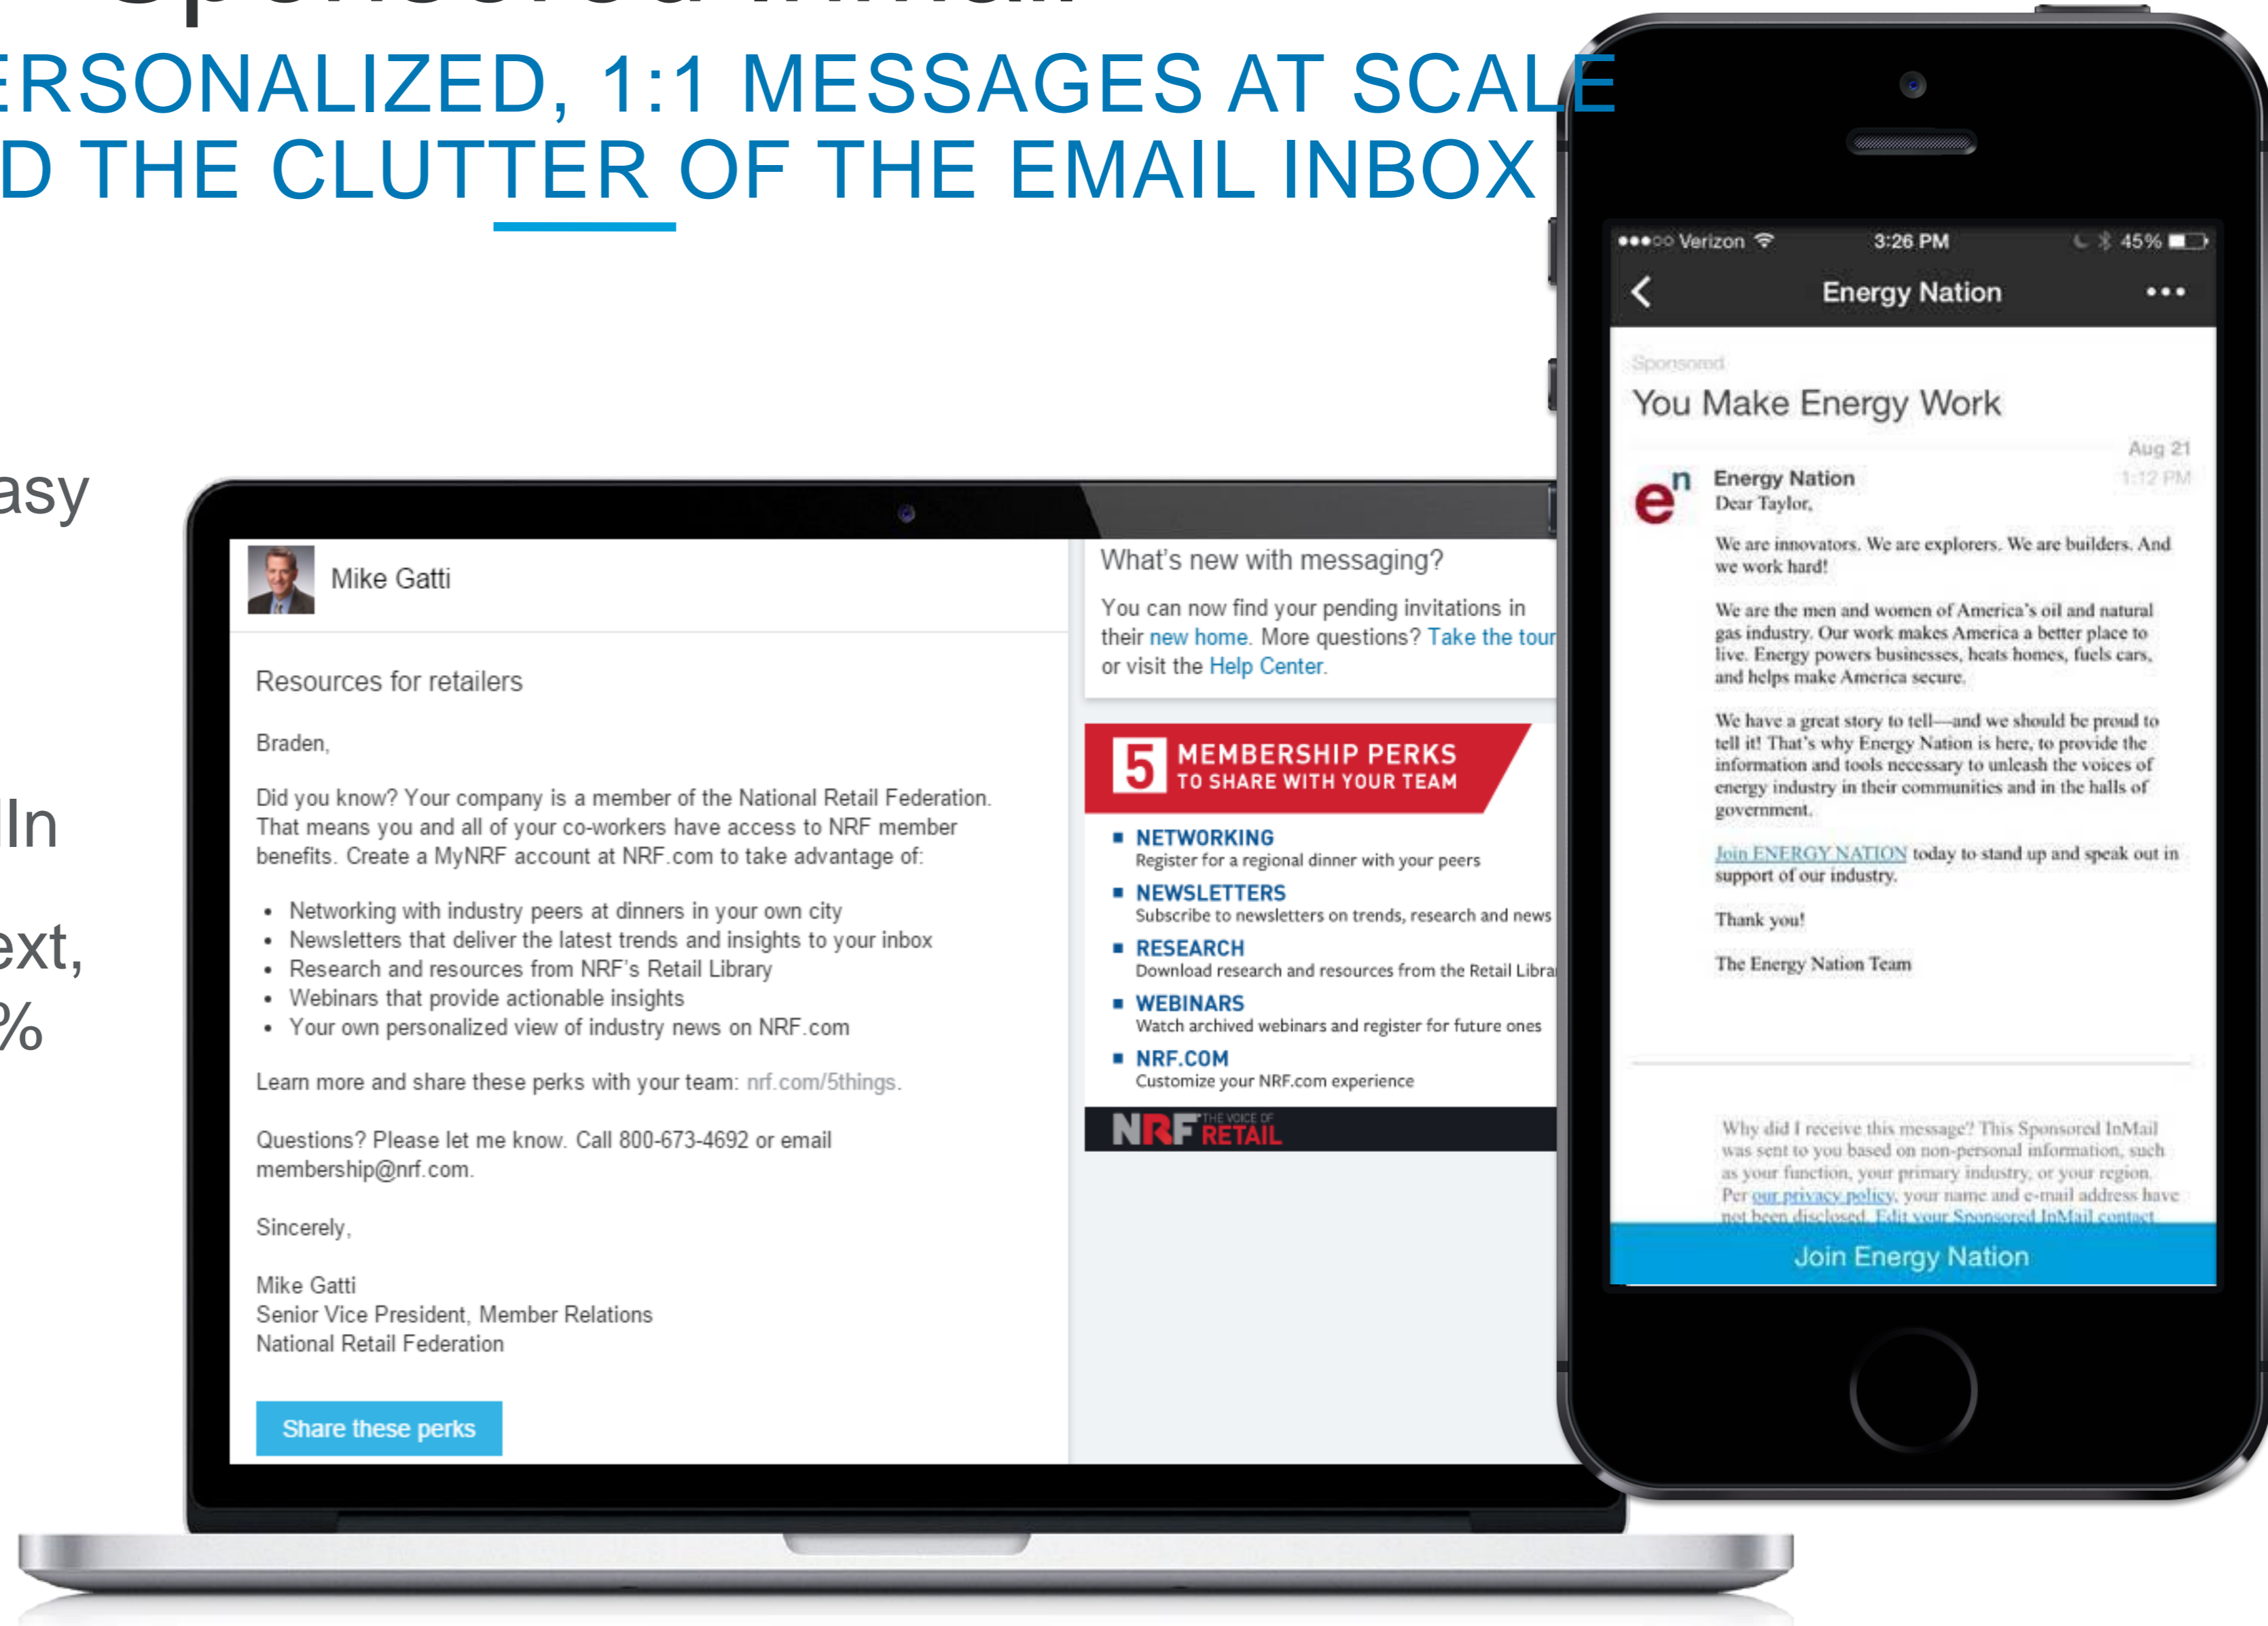 Sponsored InMail
ERSONALIZED, 1:1 MESSAGES AT SCALE
D THE CLUTTER OF THE EMAIL INBOX
asy
lIn
ext,
%
Mike Gatti
Resources for retailers
Braden,
Did you know? Your company is a member of the National Retail Federation.
That means you and all of your co-workers have access to NRF member
benefits. Create a MyNRF account at NRF.com to take advantage of:
• Networking with industry peers at dinners in your own city
• Newsletters that deliver the latest trends and insights to your inbox
• Research and resources from NRF's Retail Library
• Webinars that provide actionable insights
• Your own personalized view of industry news on NRF.com
Learn more and share these perks with your team: nrf.com/5things.
Questions? Please let me know. Call 800-673-4692 or email
membership@nrf.com.
Sincerely,
Mike Gatti
Senior Vice President, Member Relations
National Retail Federation
Share these perks
What's new with messaging?
You can now find your pending invitations in
their new home. More questions? Take the tour
or visit the Help Center.
5 MEMBERSHIP PERKS
TO SHARE WITH YOUR TEAM
NETWORKING
Register for a regional dinner with your peers
NEWSLETTERS
Subscribe to newsletters on trends, research and news
RESEARCH
Download research and resources from the Retail Libra
WEBINARS
Watch archived webinars and register for future ones
NRF.COM
Customize your NRF.com experience
NRF THE VOICE OF
RETAIL
Verizon 3:26 PM 45%
Energy Nation
Sponsored
You Make Energy Work
Aug 21
1:12 PM
en
Energy Nation
Dear Taylor,
We are innovators. We are explorers. We are builders. And
we work hard!
We are the men and women of America's oil and natural
gas industry. Our work makes America a better place to
live. Energy powers businesses, heats homes, fuels cars,
and helps make America secure.
We have a great story to tell—and we should be proud to
tell it! That's why Energy Nation is here, to provide the
information and tools necessary to unleash the voices of
energy industry in their communities and in the halls of
government.
Join ENERGY NATION today to stand up and speak out in
support of our industry.
Thank you!
The Energy Nation Team
Why did I receive this message? This Sponsored InMail
was sent to you based on non-personal information, such
as your function, your primary industry, or your region.
Per our privacy policy, your name and e-mail address have
not been disclosed. Edit your Sponsored InMail contact
Join Energy Nation